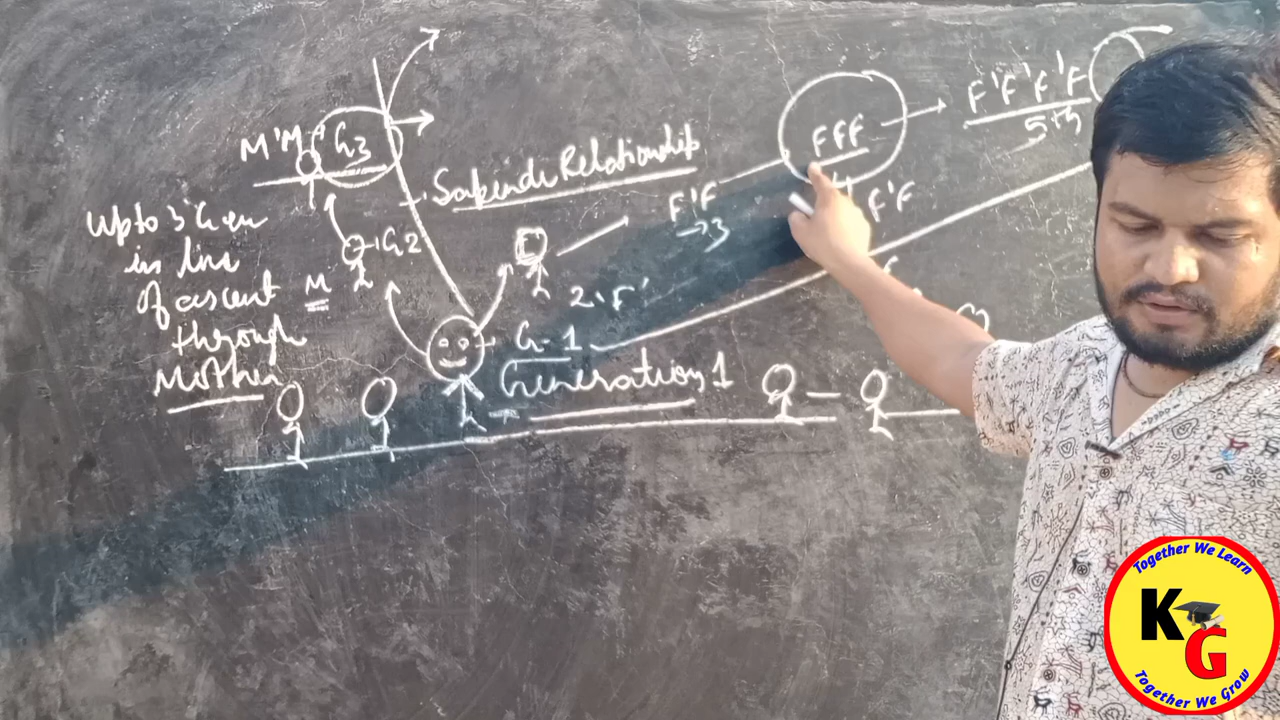 M'M
G3
Sapinda Relationship
Upto 3 Gen
in line
of ascent M
through
Mother
G2
F'F
→3
2.'F'
G-1
Generation 1
FFF
F'F
F'F'F'F
5th
Together We Learn
KG
Together We Grow